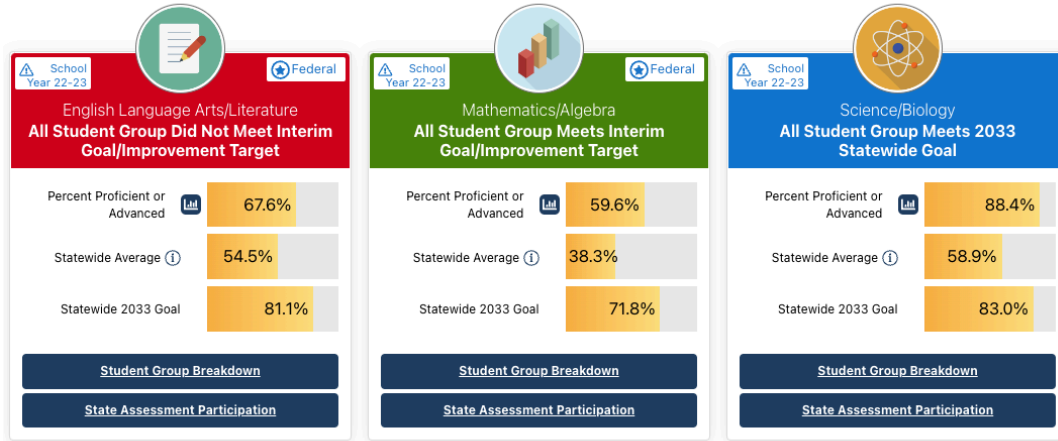 School
Year 22-23
Federal
English Language Arts/Literature
All Student Group Did Not Meet Interim
Goal/Improvement Target
Percent Proficient or
Advanced
67.6%
Statewide Average
54.5%
Statewide 2033 Goal
81.1%
Student Group Breakdown
State Assessment Participation
School
Year 22-23
Federal
Mathematics/Algebra
All Student Group Meets Interim
Goal/Improvement Target
Percent Proficient or
Advanced
59.6%
Statewide Average
38.3%
Statewide 2033 Goal
71.8%
Student Group Breakdown
State Assessment Participation
School
Year 22-23
Science/Biology
All Student Group Meets 2033
Statewide Goal
Percent Proficient or
Advanced
88.4%
Statewide Average
58.9%
Statewide 2033 Goal
83.0%
Student Group Breakdown
State Assessment Participation